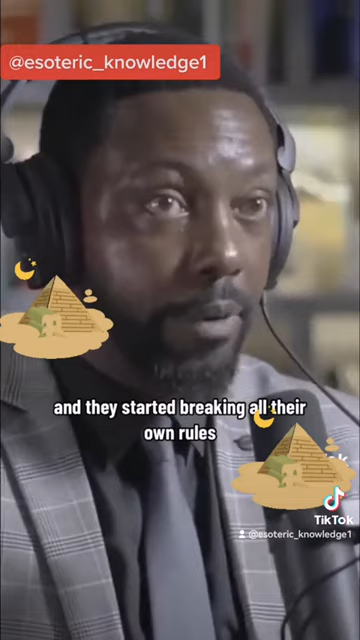 @esoteric_knowledge1
and they started breaking all their
own rules
TikTok
@esoteric_knowledge1